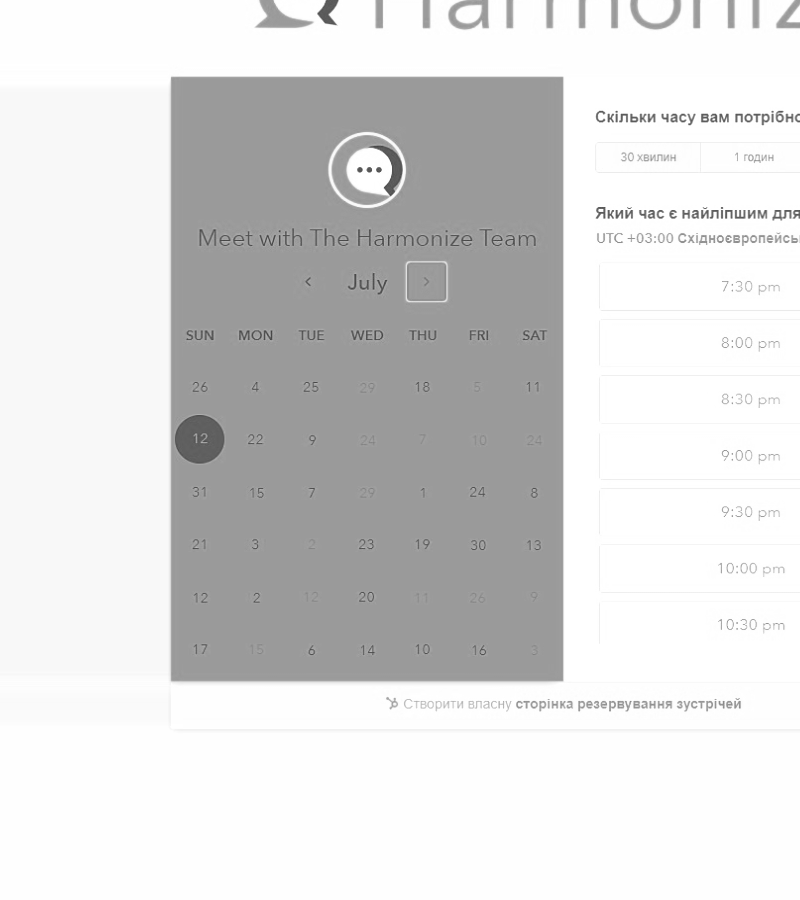 Harmoniz
Скільки часу вам потрібно
30 хвилин 1 годин
Meet with The Harmonize Team
July
SUN MON TUE WED THU FRI SAT
26 4 25 29 18 5 11
12 22 9 24 7 10 24
31 15 7 29 1 24 8
21 3 2 23 19 30 13
12 2 12 20 11 26 9
17 15 6 14 10 16 3
Який час є найліпшим для
UTC +03:00 Східноєвропейсь
7:30 pm
8:00 pm
8:30 pm
9:00 pm
9:30 pm
10:00 pm
10:30 pm
Створити власну сторінка резервування зустрічей